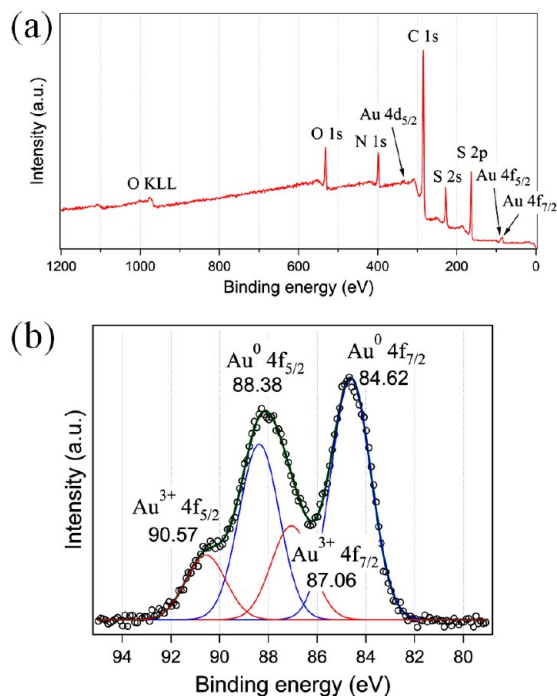 (a)
C 1s
Au 4d5/2
O 1s
N 1s
S 2p
Au 4f5/2
S 2s
Au 4f7/2
O KLL
Intensity (a.u.)
1200 1000 800 600 400 200 0
Binding energy (eV)
(b)
Au0 4f7/2
84.62
Au0 4f5/2
88.38
Au3+ 4f5/2
90.57
Au3+ 4f7/2
87.06
Intensity (a.u.)
94 92 90 88 86 84 82 80
Binding energy (eV)